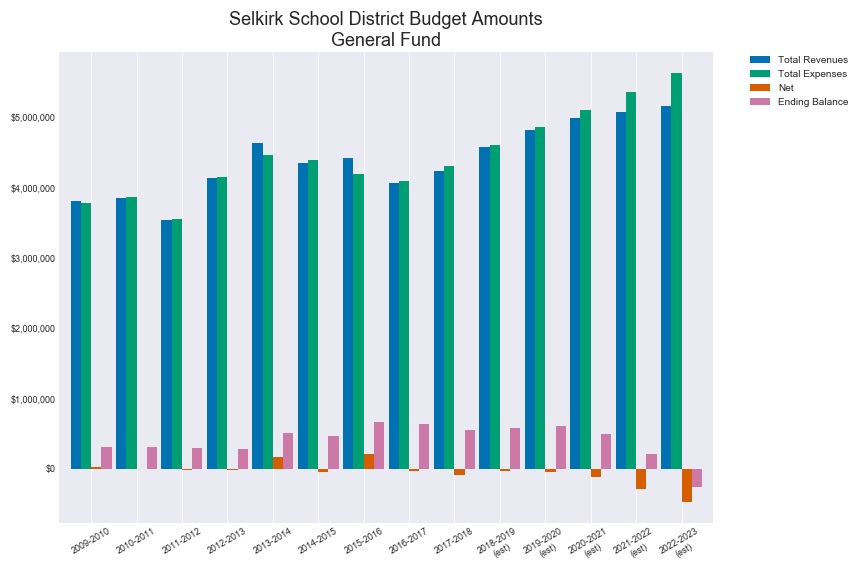 Selkirk School District Budget Amounts
General Fund
Total Revenues
Total Expenses
Net
Ending Balance
$5,000,000
$4,000,000
$3,000,000
$2,000,000
$1,000,000
$0
2009-2010
2010-2011
2011-2012
2012-2013
2013-2014
2014-2015
2015-2016
2016-2017
2017-2018
2018-2019
(est)
2019-2020
(est)
2020-2021
(est)
2021-2022
(est)
2022-2023
(est)